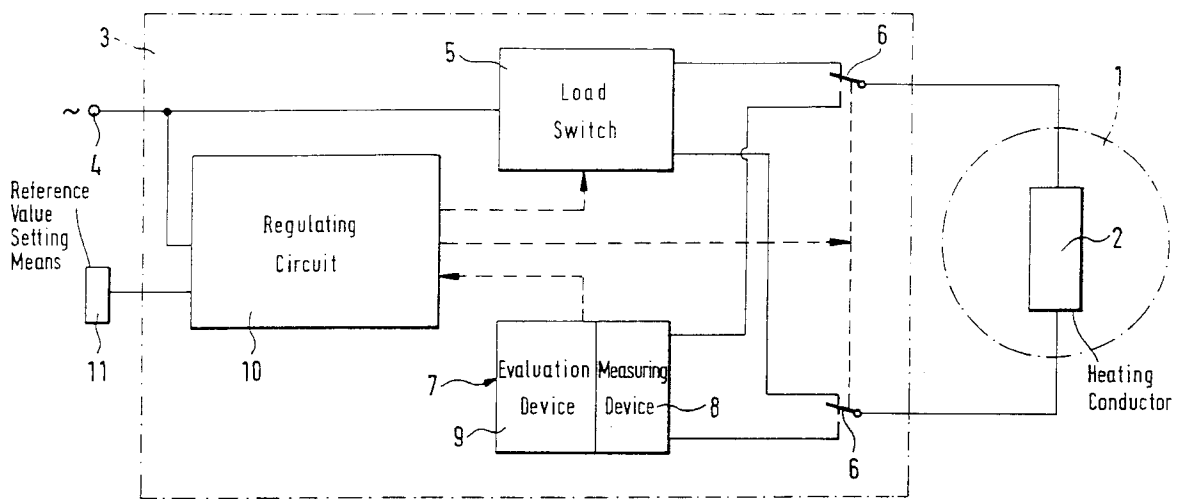 3
5
6
1
~
4
Load
Switch
Reference
Value
Setting
Means
Regulating
Circuit
2
11
10
7
Evaluation
Device
9
Measuring
Device
8
6
Heating
Conductor